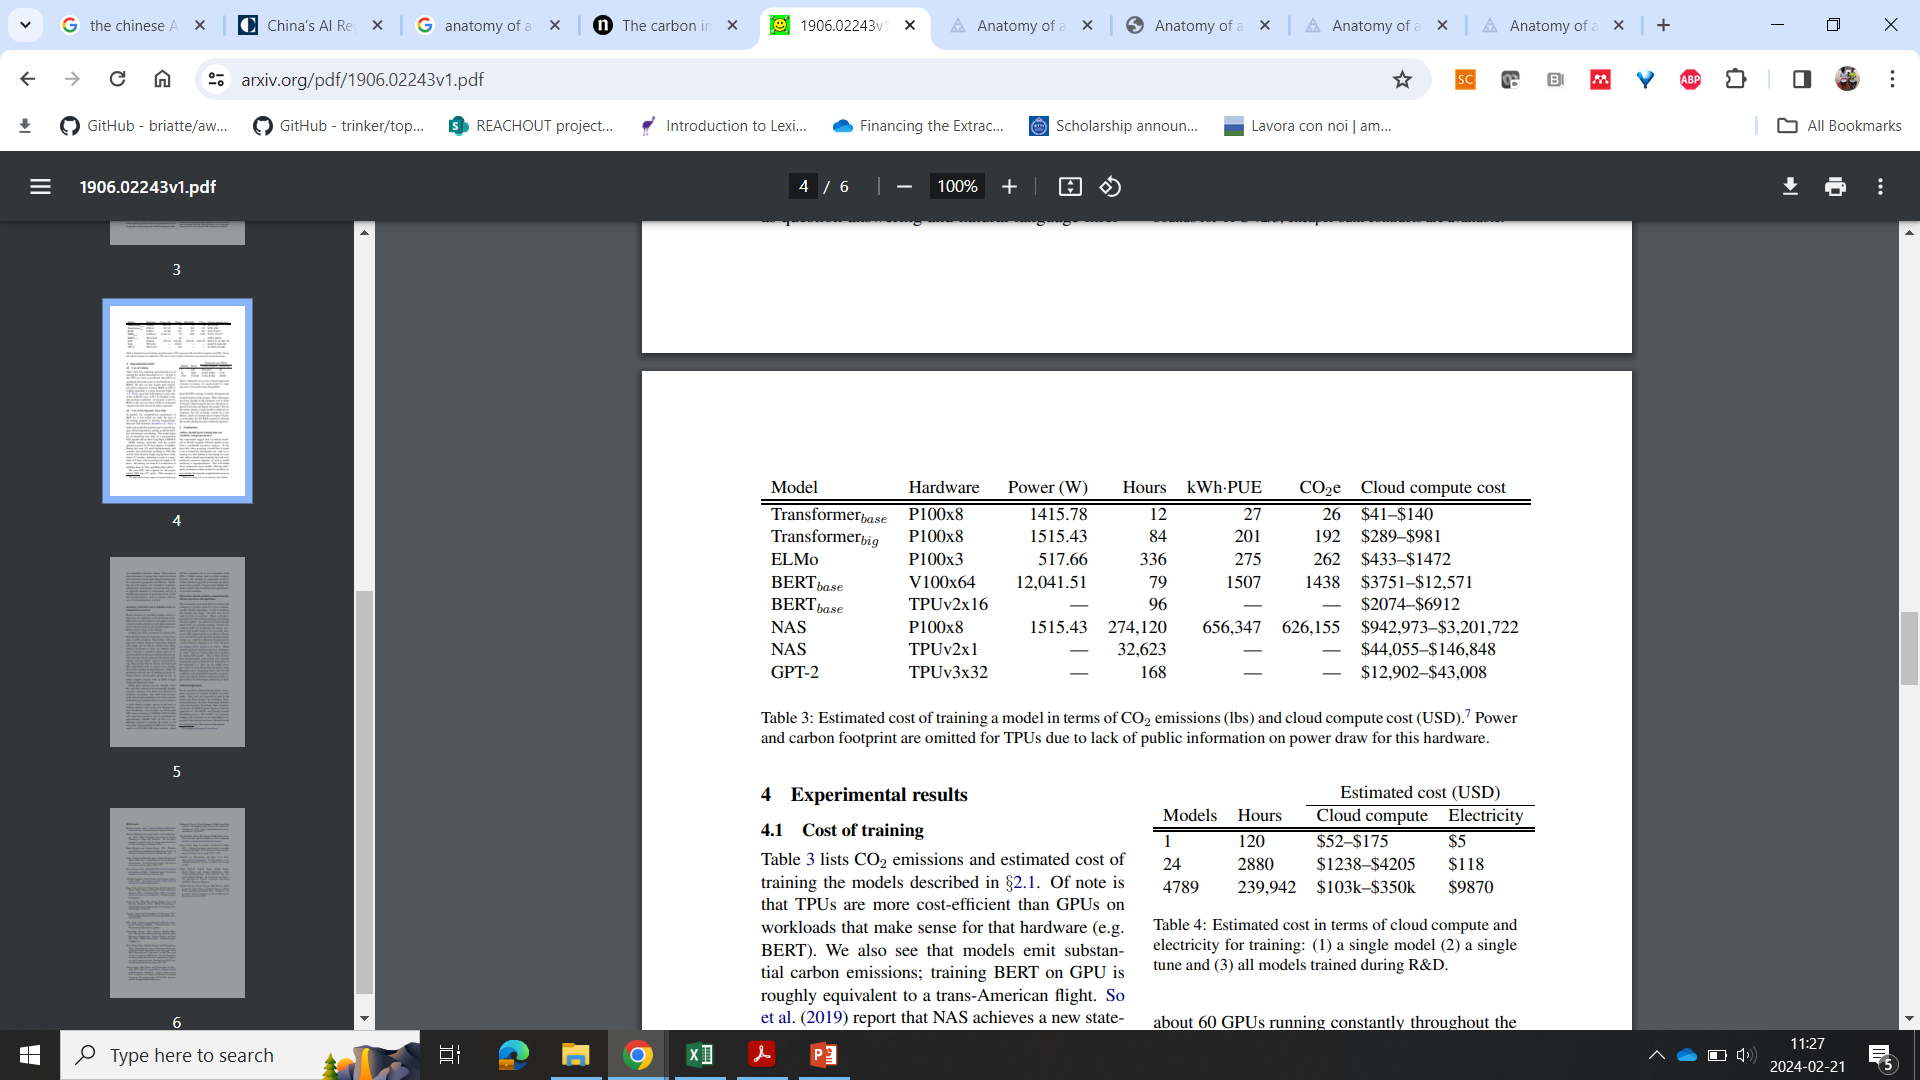 the chinese A
China's AI Re
anatomy of a
The carbon in
1906.02243v1
Anatomy of a
Anatomy of a
Anatomy of a
Anatomy of a
arxiv.org/pdf/1906.02243v1.pdf
SC
ABP
GitHub - briatte/aw...
GitHub - trinker/top...
REACHOUT project...
Introduction to Lexi...
Financing the Extrac...
Scholarship announ...
Lavora con noi | am...
All Bookmarks
1906.02243v1.pdf
4 / 6
100%
3
4
5
6
Model Hardware Power (W) Hours kWh·PUE CO₂e Cloud compute cost
Transformerbase P100x8 1415.78 12 27 26 $41–$140
Transformerbig P100x8 1515.43 84 201 192 $289–$981
ELMo P100x3 517.66 336 275 262 $433–$1472
BERTbase V100x64 12,041.51 79 1507 1438 $3751–$12,571
BERTbase TPUv2x16 — 96 — — $2074–$6912
NAS P100x8 1515.43 274,120 656,347 626,155 $942,973–$3,201,722
NAS TPUv2x1 — 32,623 — — $44,055–$146,848
GPT-2 TPUv3x32 — 168 — — $12,902–$43,008
Table 3: Estimated cost of training a model in terms of CO₂ emissions (lbs) and cloud compute cost (USD).⁷ Power
and carbon footprint are omitted for TPUs due to lack of public information on power draw for this hardware.
4 Experimental results
4.1 Cost of training
Table 3 lists CO₂ emissions and estimated cost of
training the models described in §2.1. Of note is
that TPUs are more cost-efficient than GPUs on
workloads that make sense for that hardware (e.g.
BERT). We also see that models emit substan-
tial carbon emissions; training BERT on GPU is
roughly equivalent to a trans-American flight. So
et al. (2019) report that NAS achieves a new state-
Estimated cost (USD)
Models Hours Cloud compute Electricity
1 120 $52–$175 $5
24 2880 $1238–$4205 $118
4789 239,942 $103k–$350k $9870
Table 4: Estimated cost in terms of cloud compute and
electricity for training: (1) a single model (2) a single
tune and (3) all models trained during R&D.
about 60 GPUs running constantly throughout the
Type here to search
11:27
2024-02-21
5